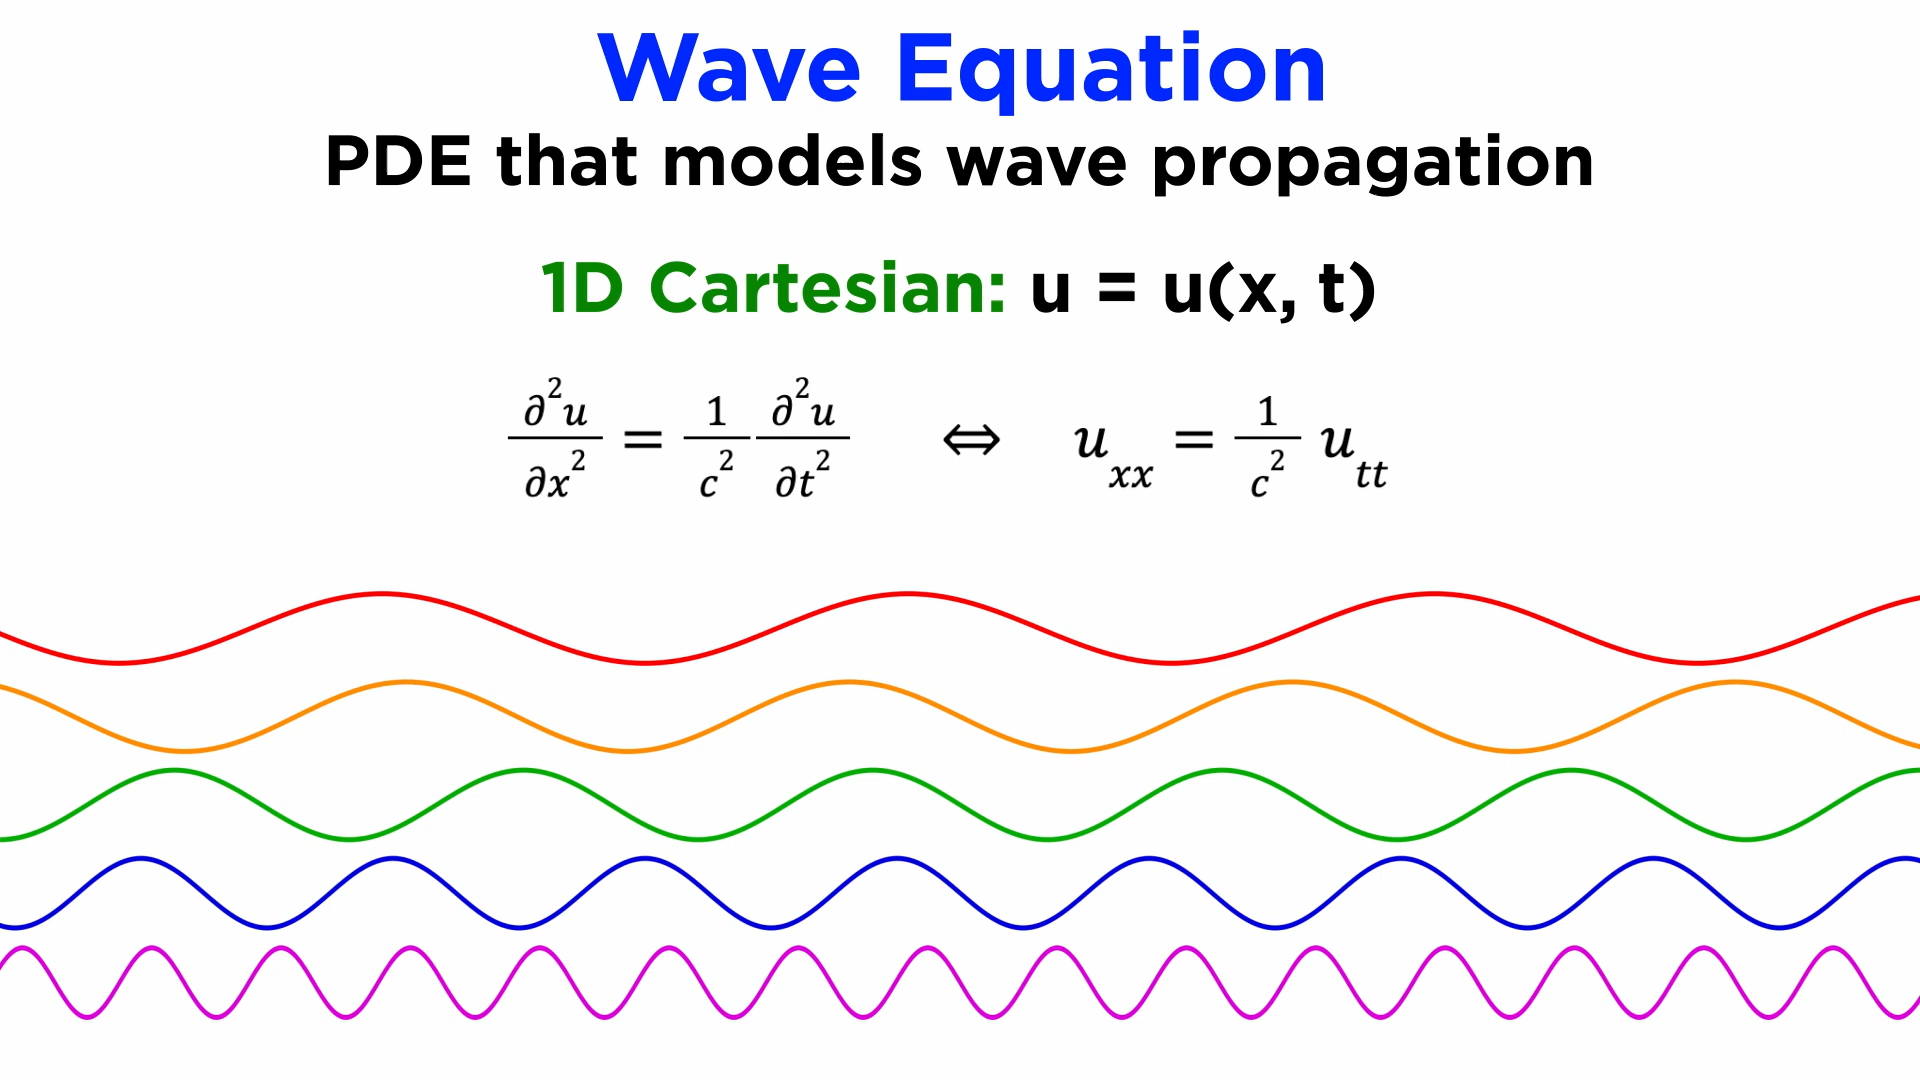 Wave Equation
PDE that models wave propagation
1D Cartesian: u = u(x, t)
∂²u/∂x² = 1/c² ∂²u/∂t² ⇔ u_xx = 1/c² u_tt